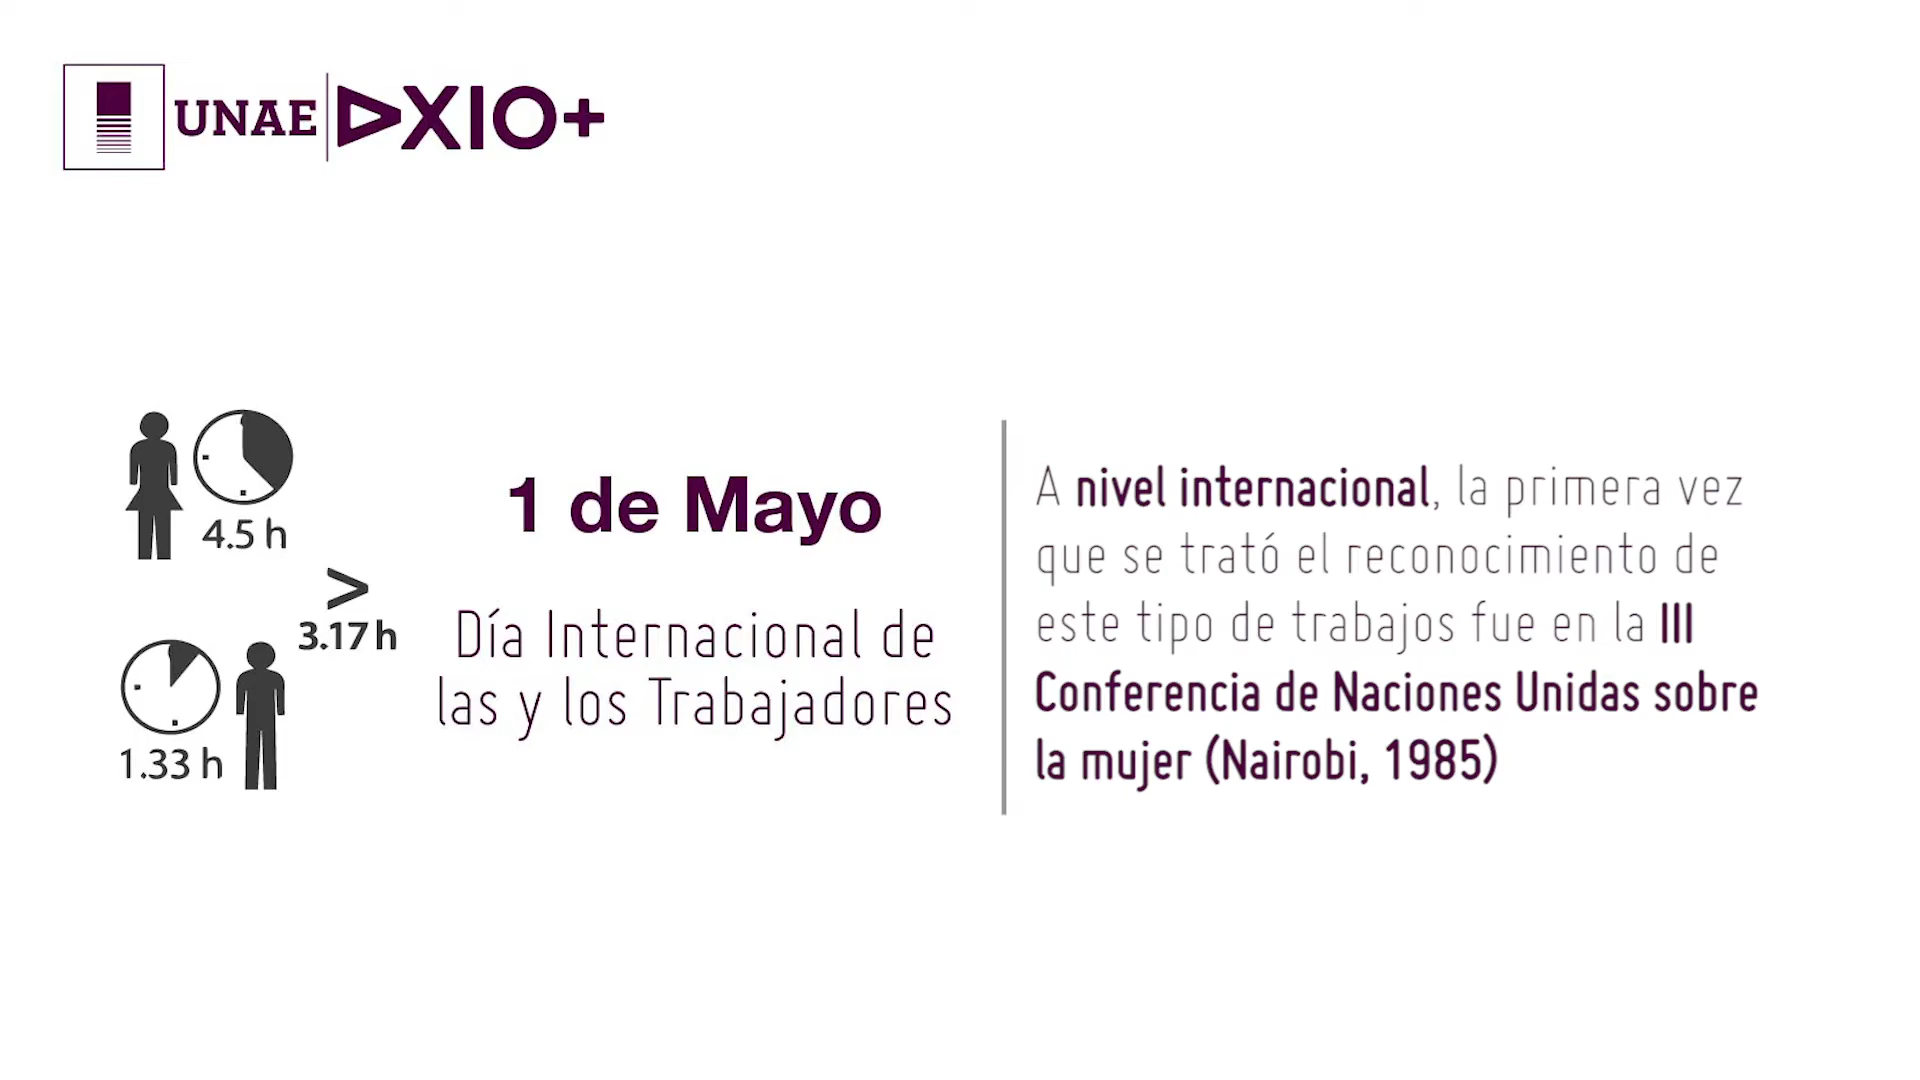 UNAE
AXIO+
4.5 h
>
3.17 h
1.33 h
1 de Mayo
Día Internacional de
las y los Trabajadores
A nivel internacional, la primera vez
que se trató el reconocimiento de
este tipo de trabajos fue en la III
Conferencia de Naciones Unidas sobre
la mujer (Nairobi, 1985)